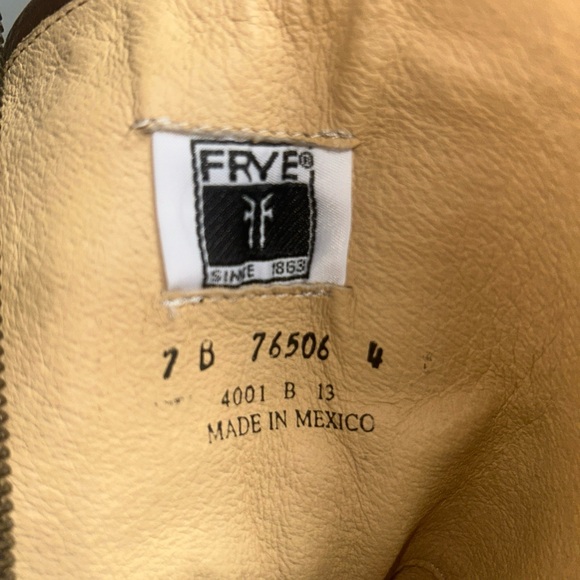 FRYE®
SINCE 1863
7 B 76506 4
4001 B 13
MADE IN MEXICO